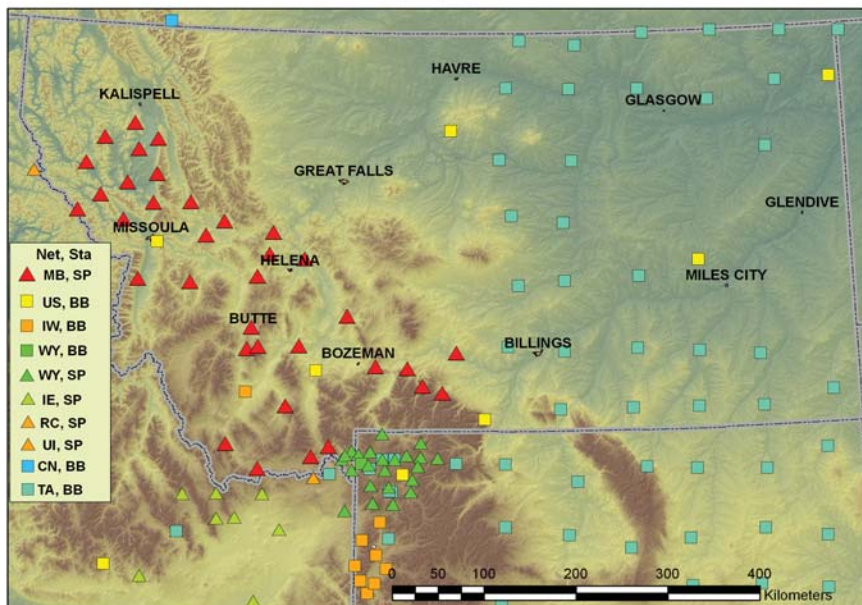 HAVRE
KALISPELL
GLASGOW
GREAT FALLS
GLENDIVE
MISSOULA
Net, Sta
MB, SP
US, BB
IW, BB
WY, BB
WY, SP
IE, SP
RC, SP
UI, SP
CN, BB
TA, BB
HELENA
MILES CITY
BUTTE
BOZEMAN
BILLINGS
0 50 100 200 300 400
Kilometers